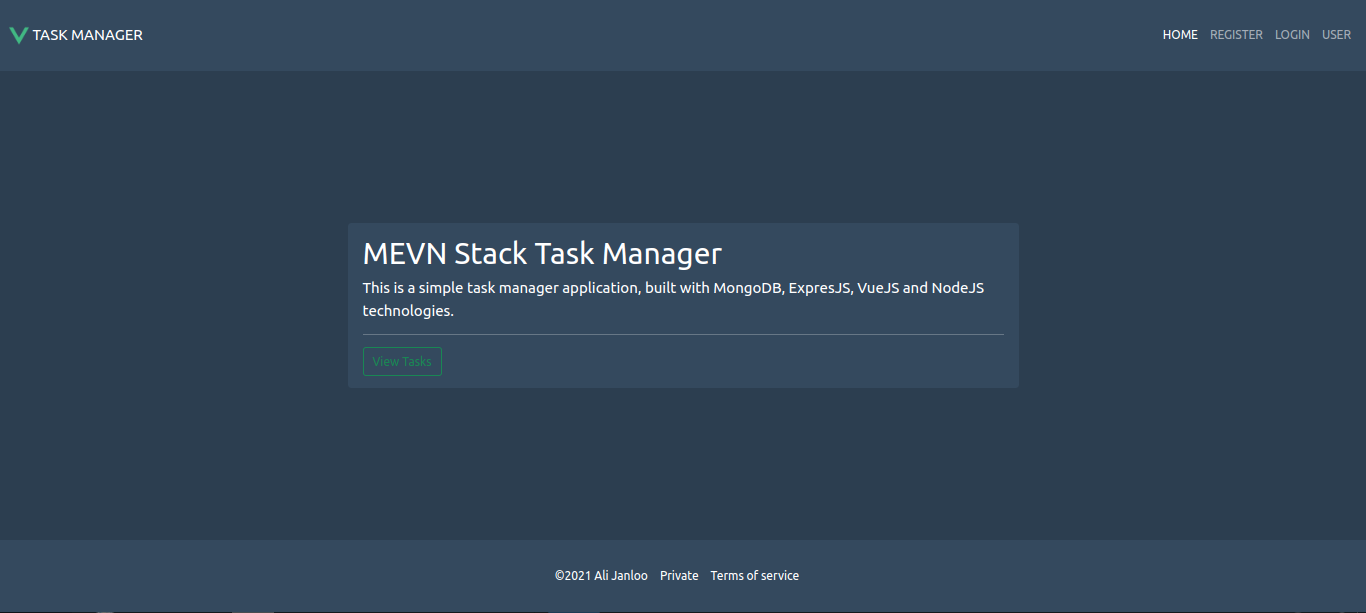 TASK MANAGER
HOME REGISTER LOGIN USER
MEVN Stack Task Manager
This is a simple task manager application, built with MongoDB, ExpresJS, VueJS and NodeJS
technologies.
View Tasks
©2021 Ali Janloo Private Terms of service